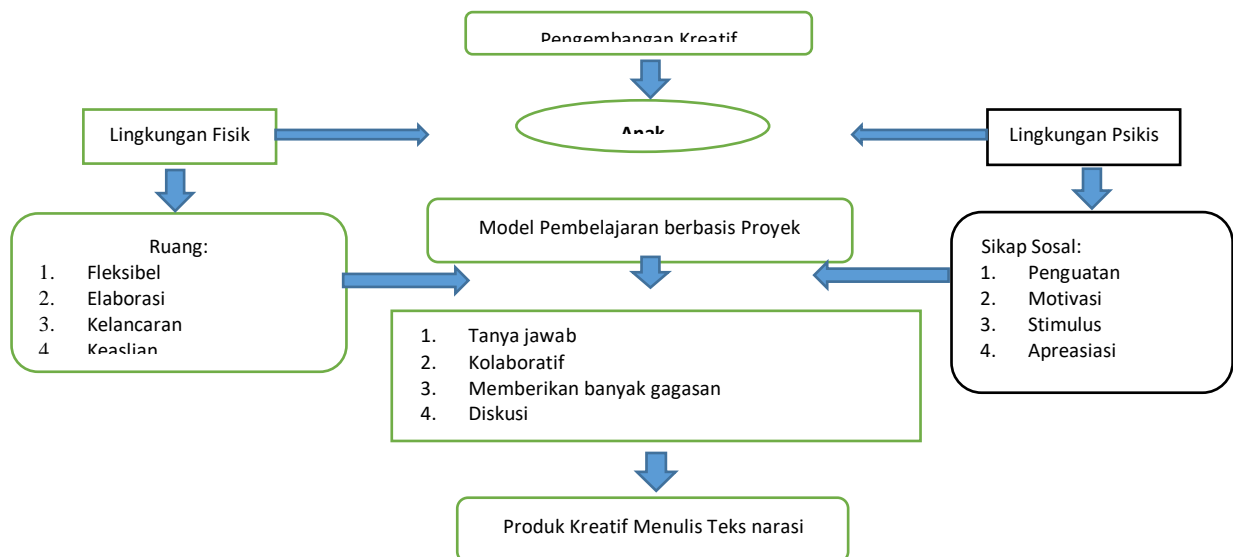 Pengembangan Kreatif
Anak
Lingkungan Fisik
Lingkungan Psikis
Ruang:
1. Fleksibel
2. Elaborasi
3. Kelancaran
4. Keaslian
Model Pembelajaran berbasis Proyek
Sikap Sosal:
1. Penguatan
2. Motivasi
3. Stimulus
4. Apreasiasi
1. Tanya jawab
2. Kolaboratif
3. Memberikan banyak gagasan
4. Diskusi
Produk Kreatif Menulis Teks narasi